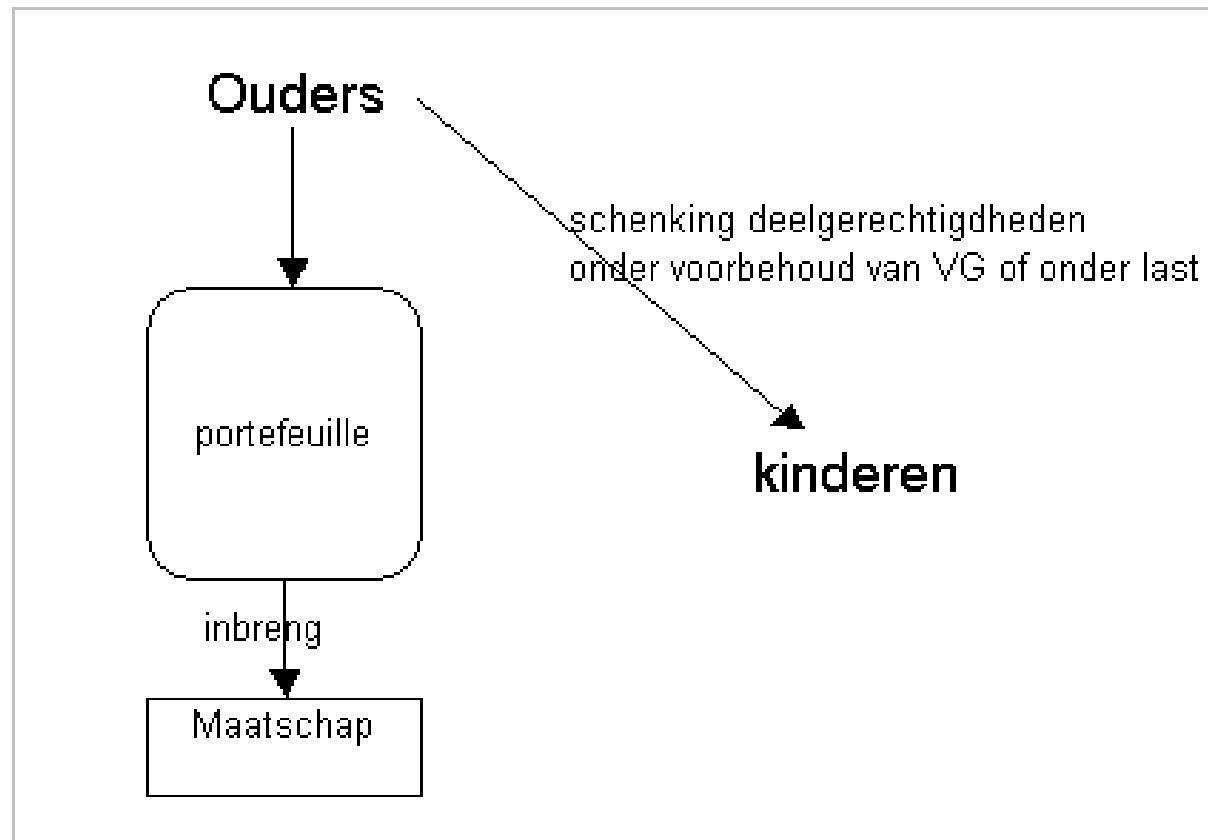 Ouders
schenking deelgerechtigdheden
onder voorbehoud van VG of onder last
portefeuille
kinderen
inbreng
Maatschap